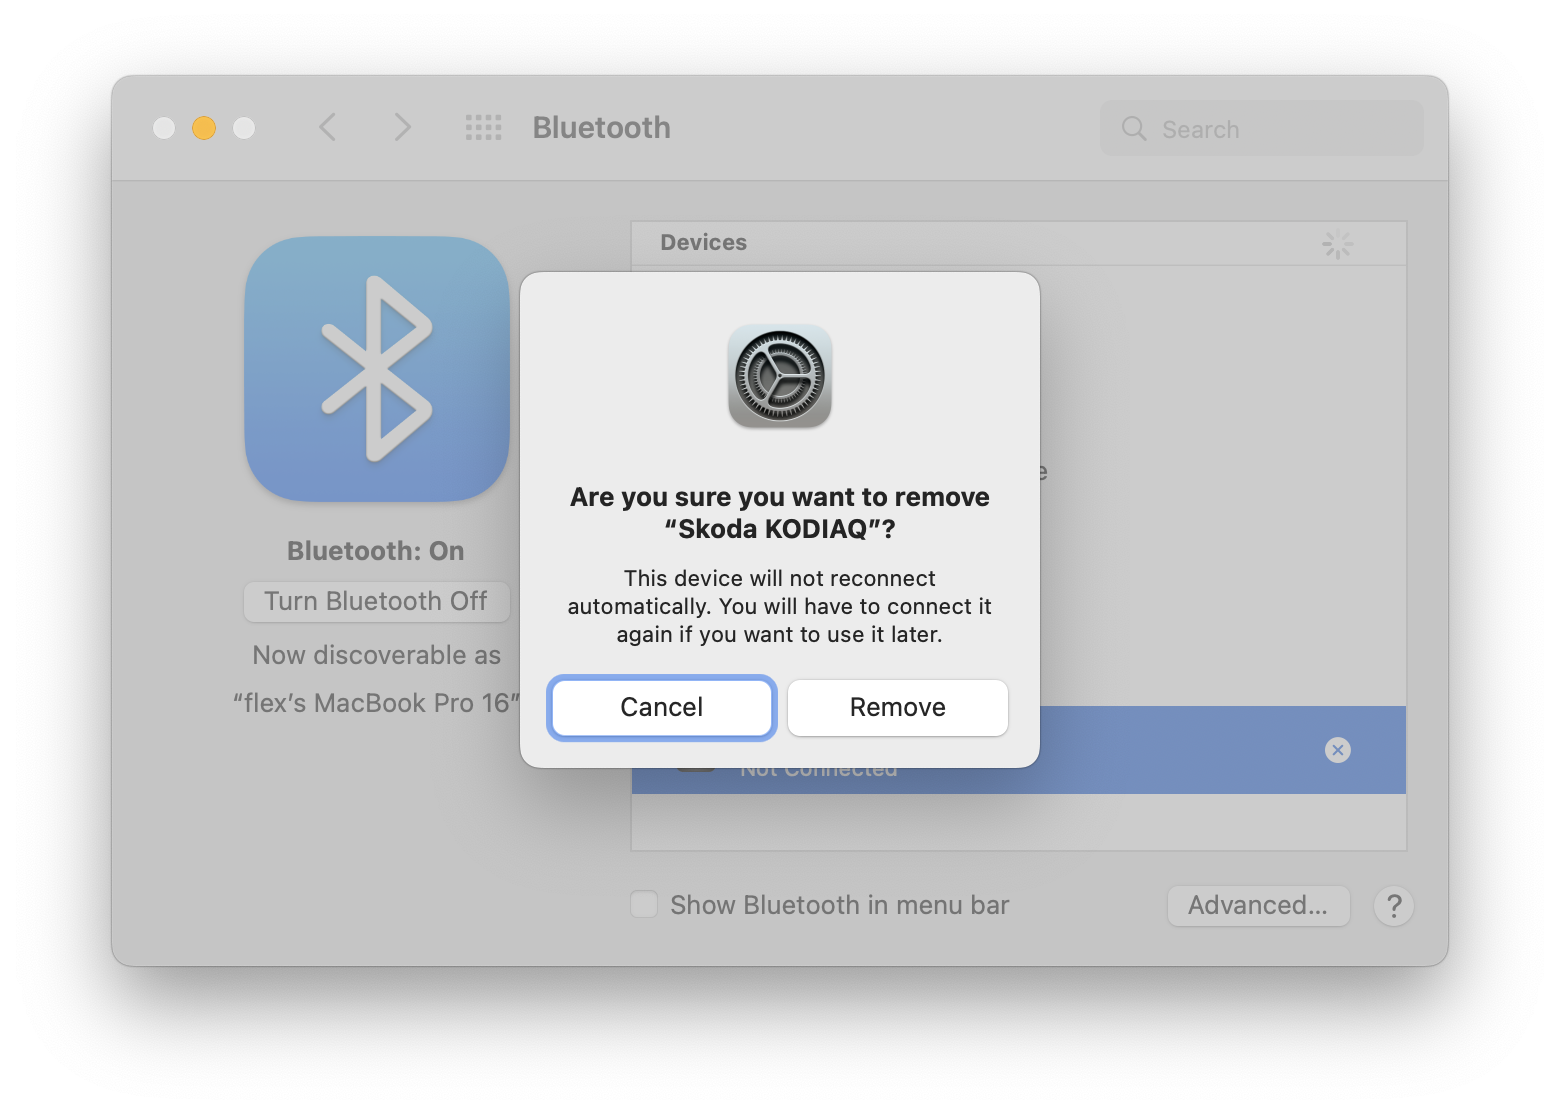 Bluetooth
Search
Devices
Are you sure you want to remove
“Skoda KODIAQ”?
This device will not reconnect
automatically. You will have to connect it
again if you want to use it later.
Cancel
Remove
Bluetooth: On
Turn Bluetooth Off
Now discoverable as
“flex’s MacBook Pro 16”
Not Connected
Show Bluetooth in menu bar
Advanced...
?